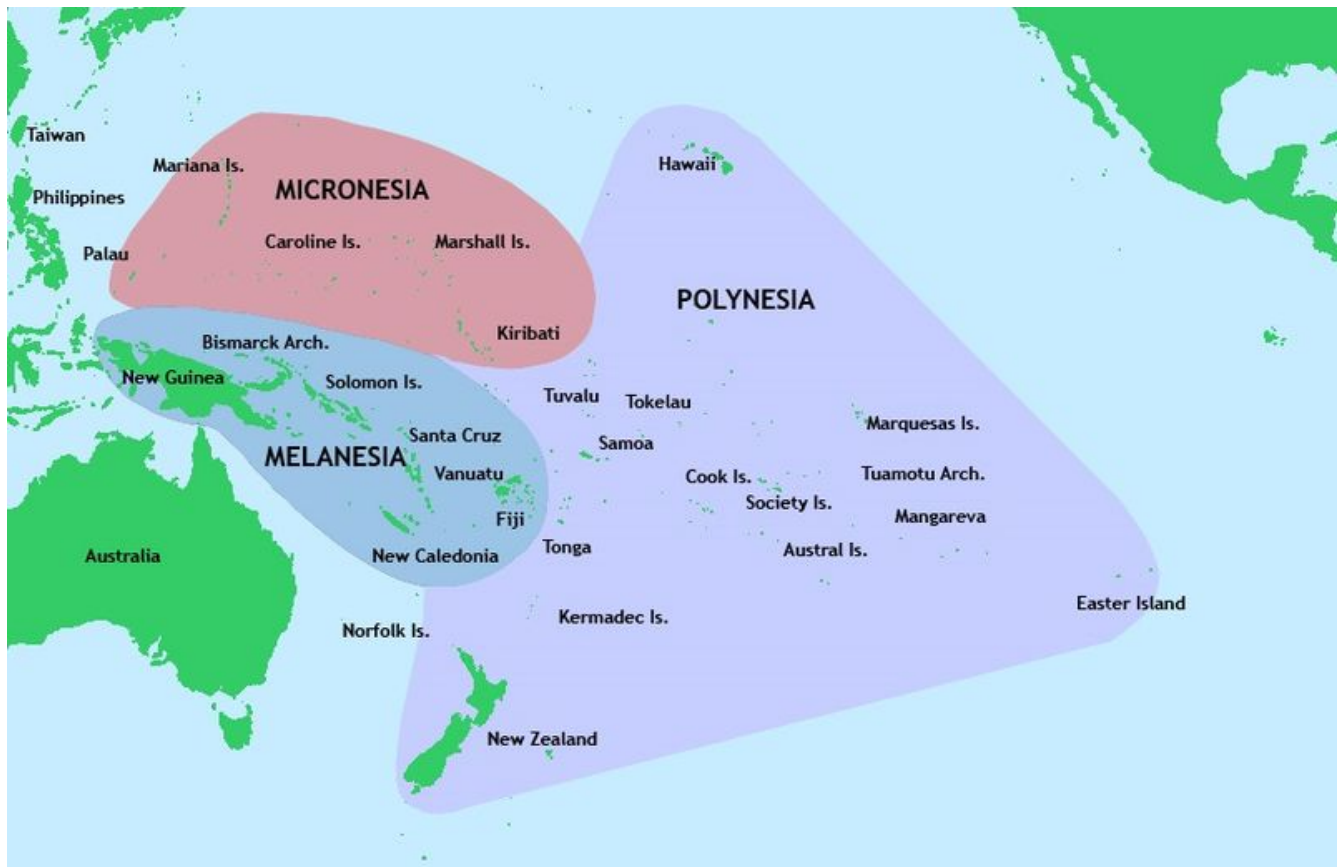 Taiwan
Mariana Is.
Hawaii
MICRONESIA
Philippines
Caroline Is.
Marshall Is.
Palau
POLYNESIA
Kiribati
Bismarck Arch.
New Guinea
Solomon Is.
Tuvalu
Tokelau
Marquesas Is.
Santa Cruz
Samoa
MELANESIA
Vanuatu
Cook Is.
Tuamotu Arch.
Society Is.
Fiji
Mangareva
Tonga
Austral Is.
Australia
New Caledonia
Easter Island
Kermadec Is.
Norfolk Is.
New Zealand